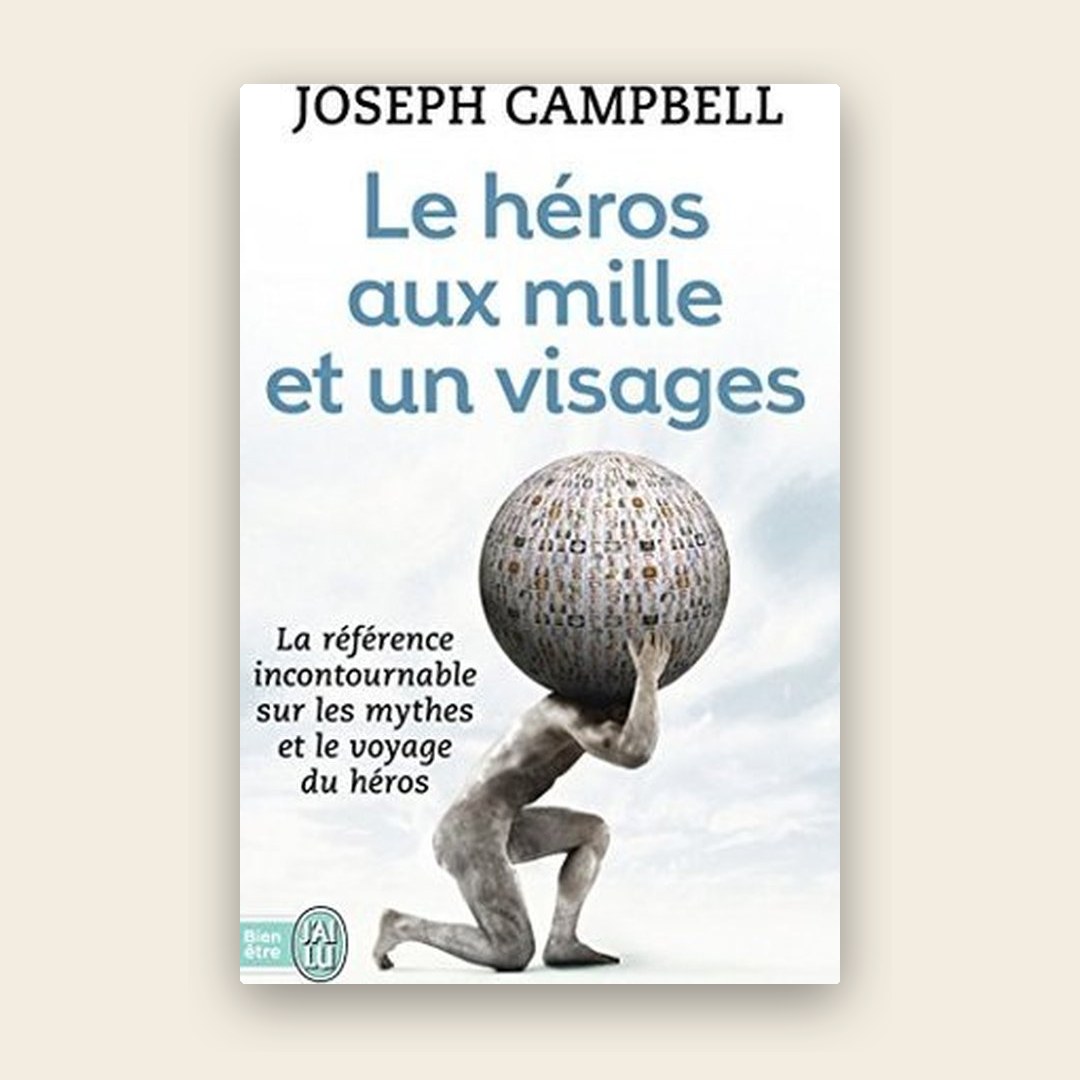 JOSEPH CAMPBELL
Le héros
aux mille
et un visages
La référence
incontournable
sur les mythes
et le voyage
du héros
Bien
être
J'AI
LU